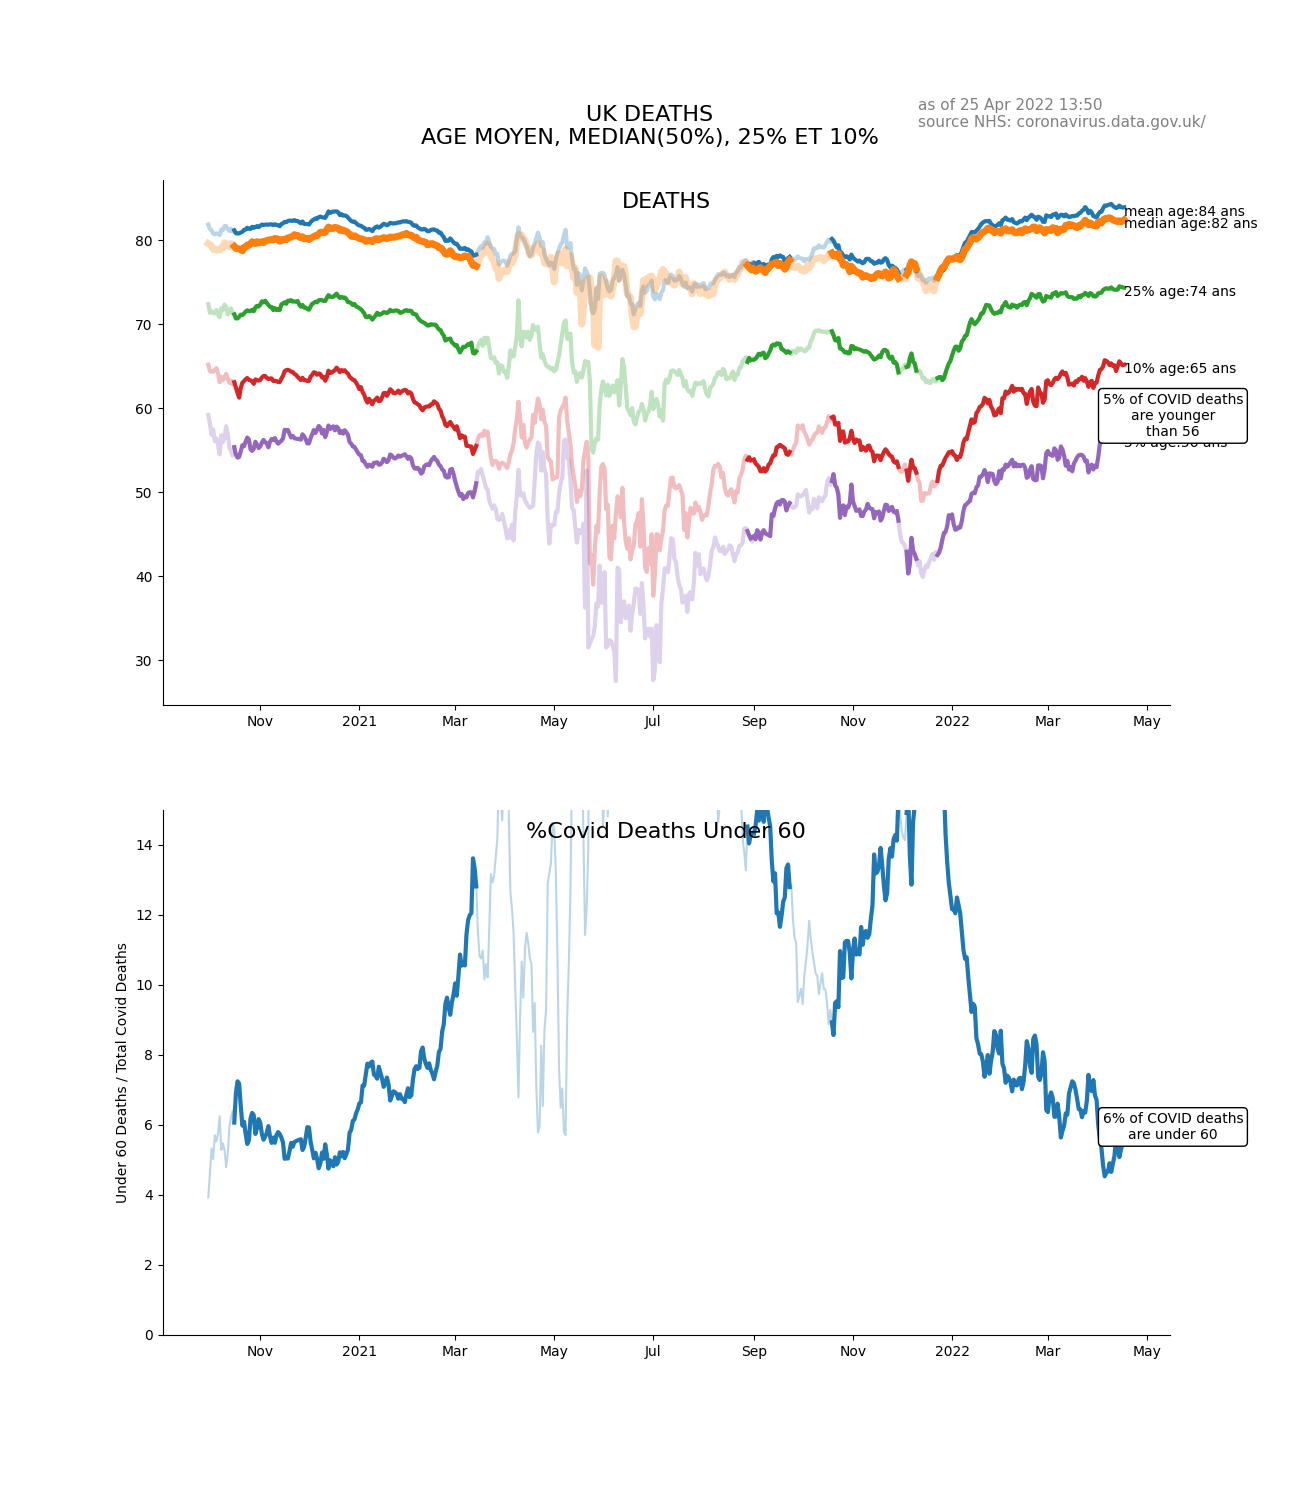 UK DEATHS
AGE MOYEN, MEDIAN(50%), 25% ET 10%
as of 25 Apr 2022 13:50
source NHS: coronavirus.data.gov.uk/
DEATHS
80
70
60
50
40
30
mean age:84 ans
median age:82 ans
25% age:74 ans
10% age:65 ans
5% of COVID deaths
are younger
than 56
Nov
2021
Mar
May
Jul
Sep
Nov
2022
Mar
May
%Covid Deaths Under 60
Under 60 Deaths / Total Covid Deaths
14
12
10
8
6
4
2
0
6% of COVID deaths
are under 60
Nov
2021
Mar
May
Jul
Sep
Nov
2022
Mar
May